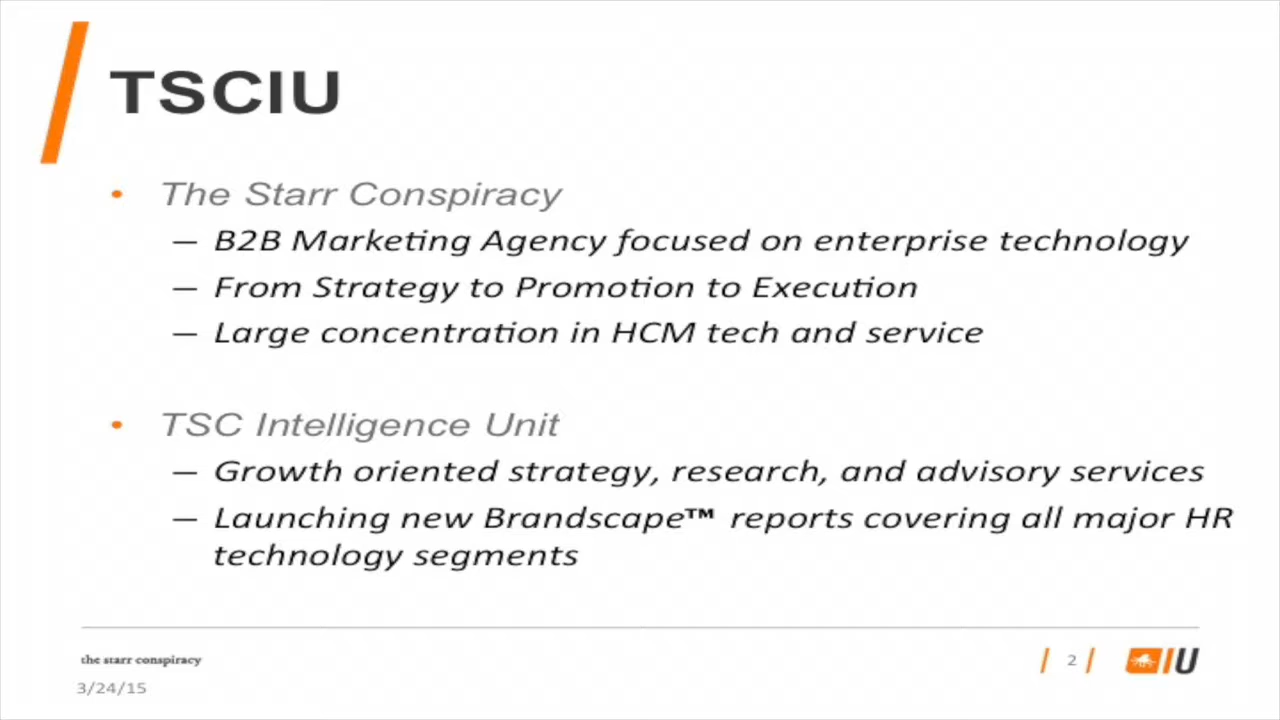 TSCIU
• The Starr Conspiracy
— B2B Marketing Agency focused on enterprise technology
— From Strategy to Promotion to Execution
— Large concentration in HCM tech and service
• TSC Intelligence Unit
— Growth oriented strategy, research, and advisory services
— Launching new Brandscape™ reports covering all major HR
technology segments
the starr conspiracy
/ 2 /
IU
3/24/15